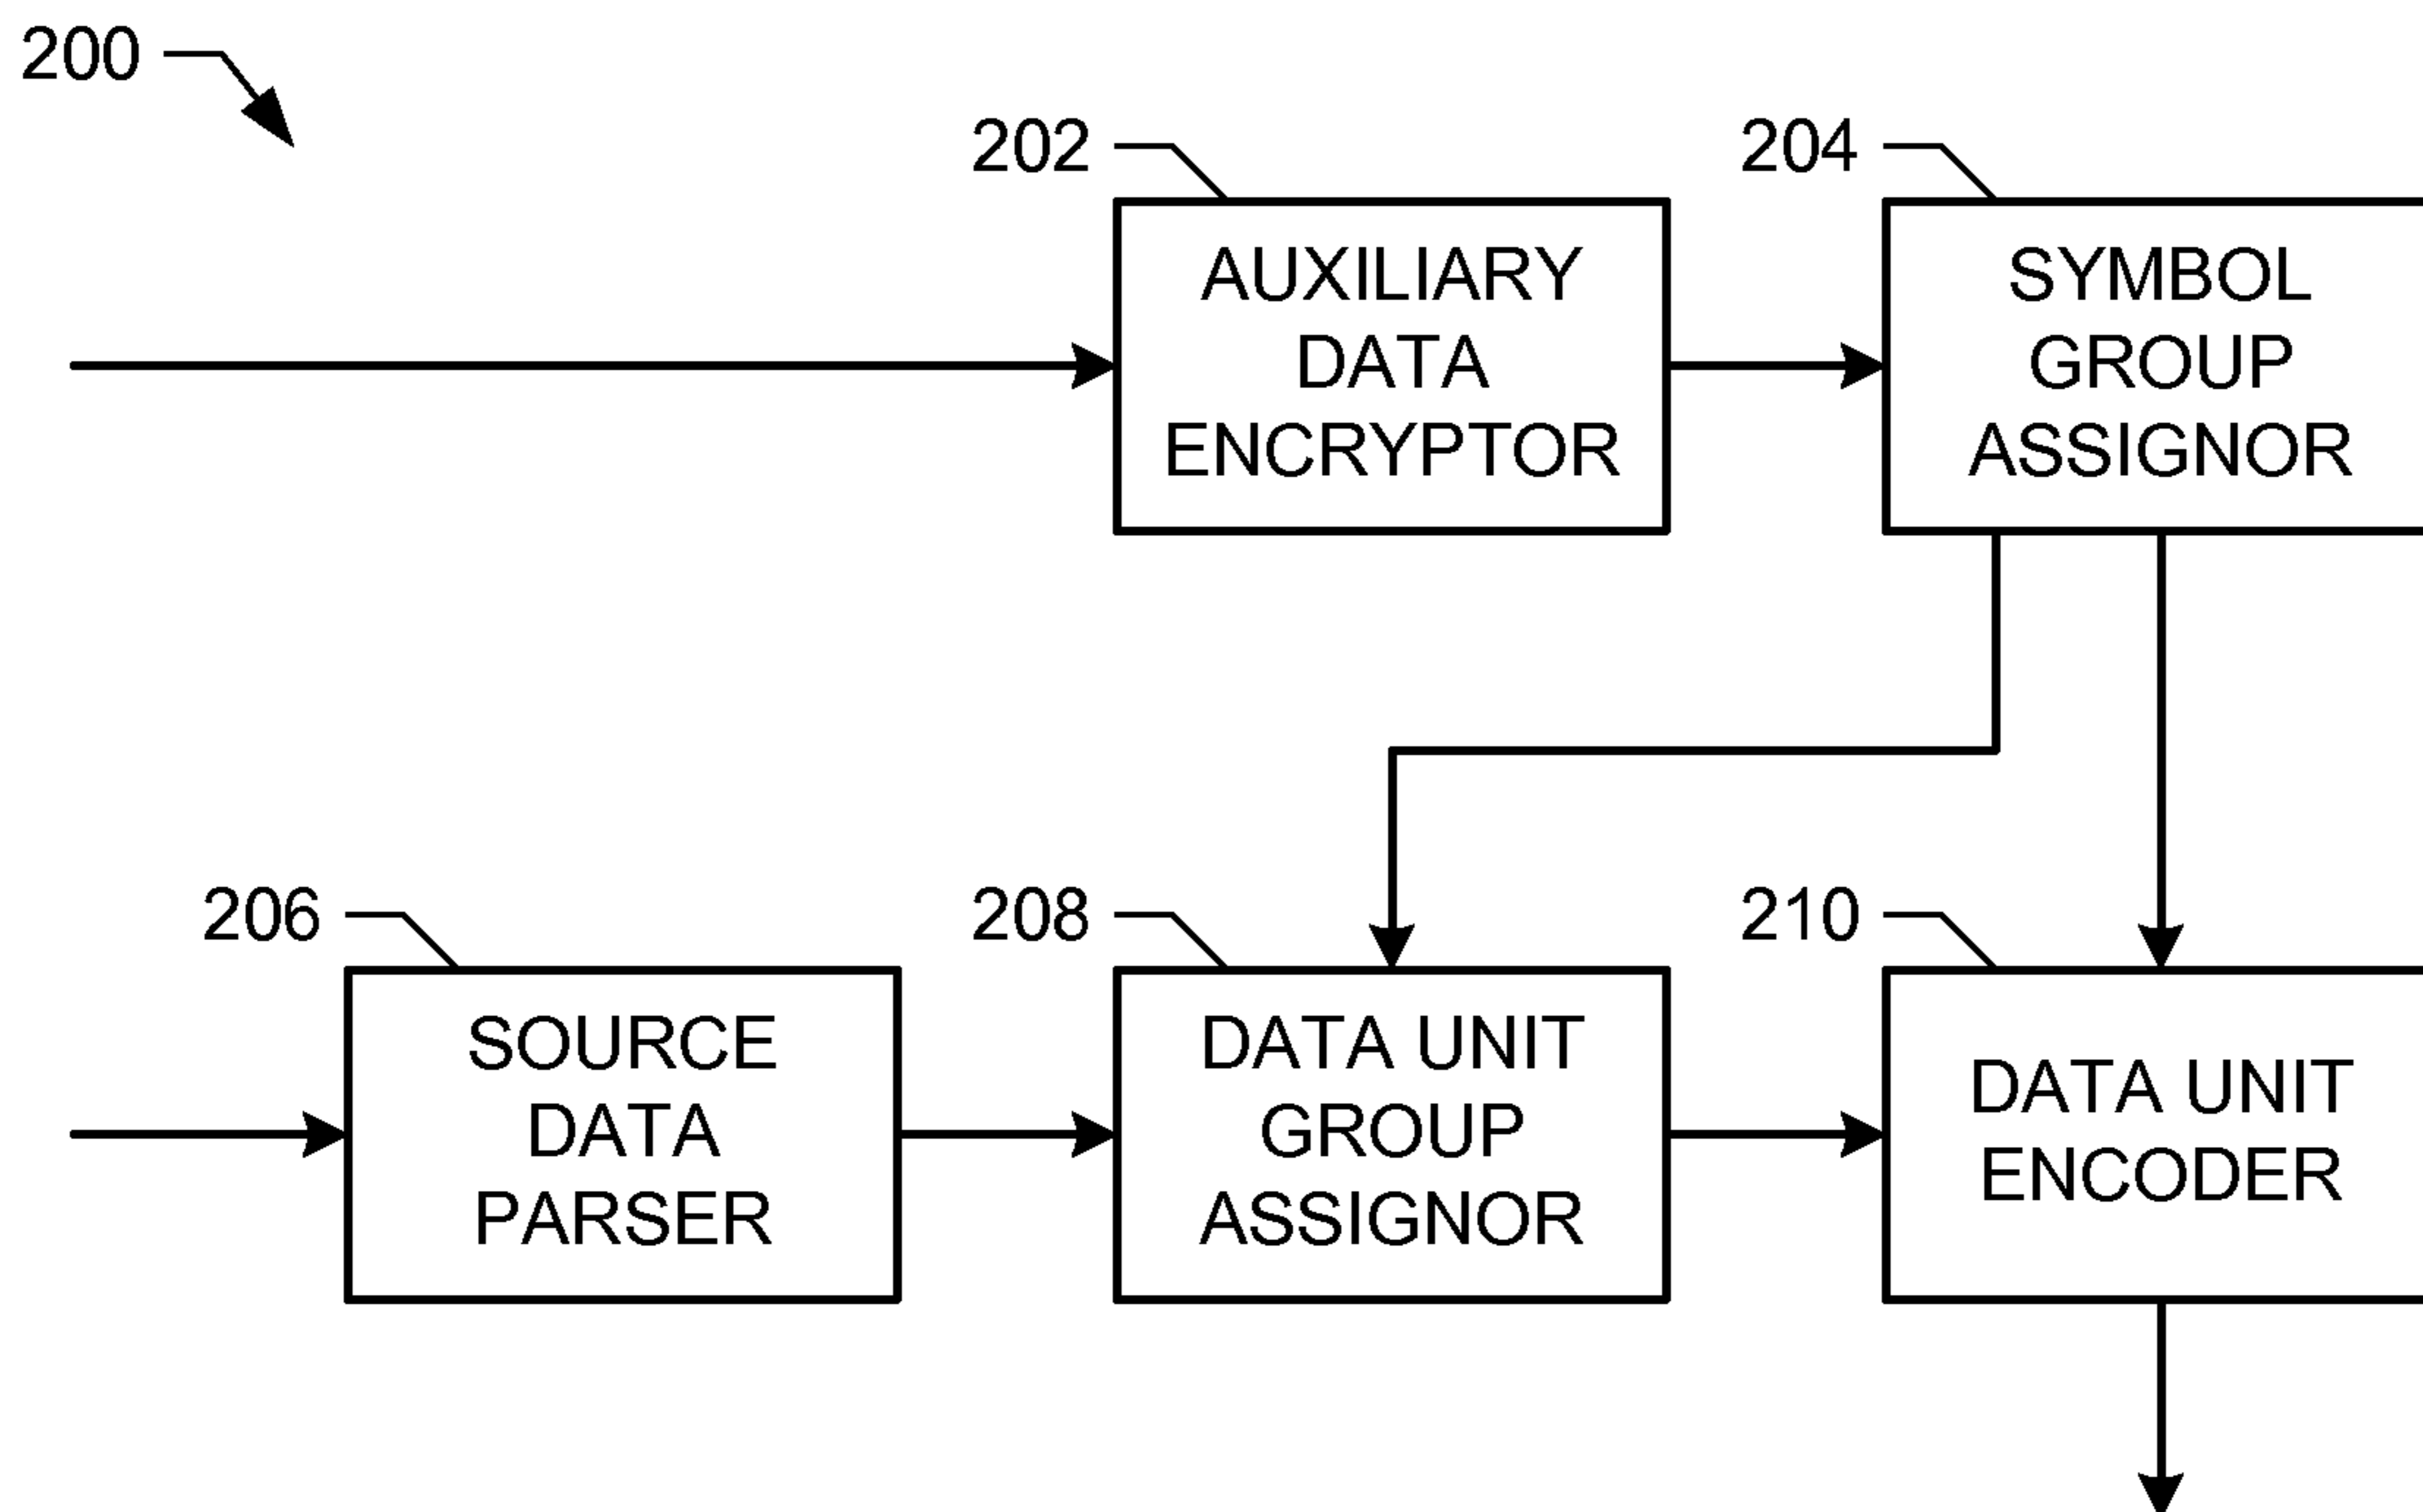 200
202
204
AUXILIARY
DATA
ENCRYPTOR
SYMBOL
GROUP
ASSIGNOR
206
208
210
SOURCE
DATA
PARSER
DATA UNIT
GROUP
ASSIGNOR
DATA UNIT
ENCODER